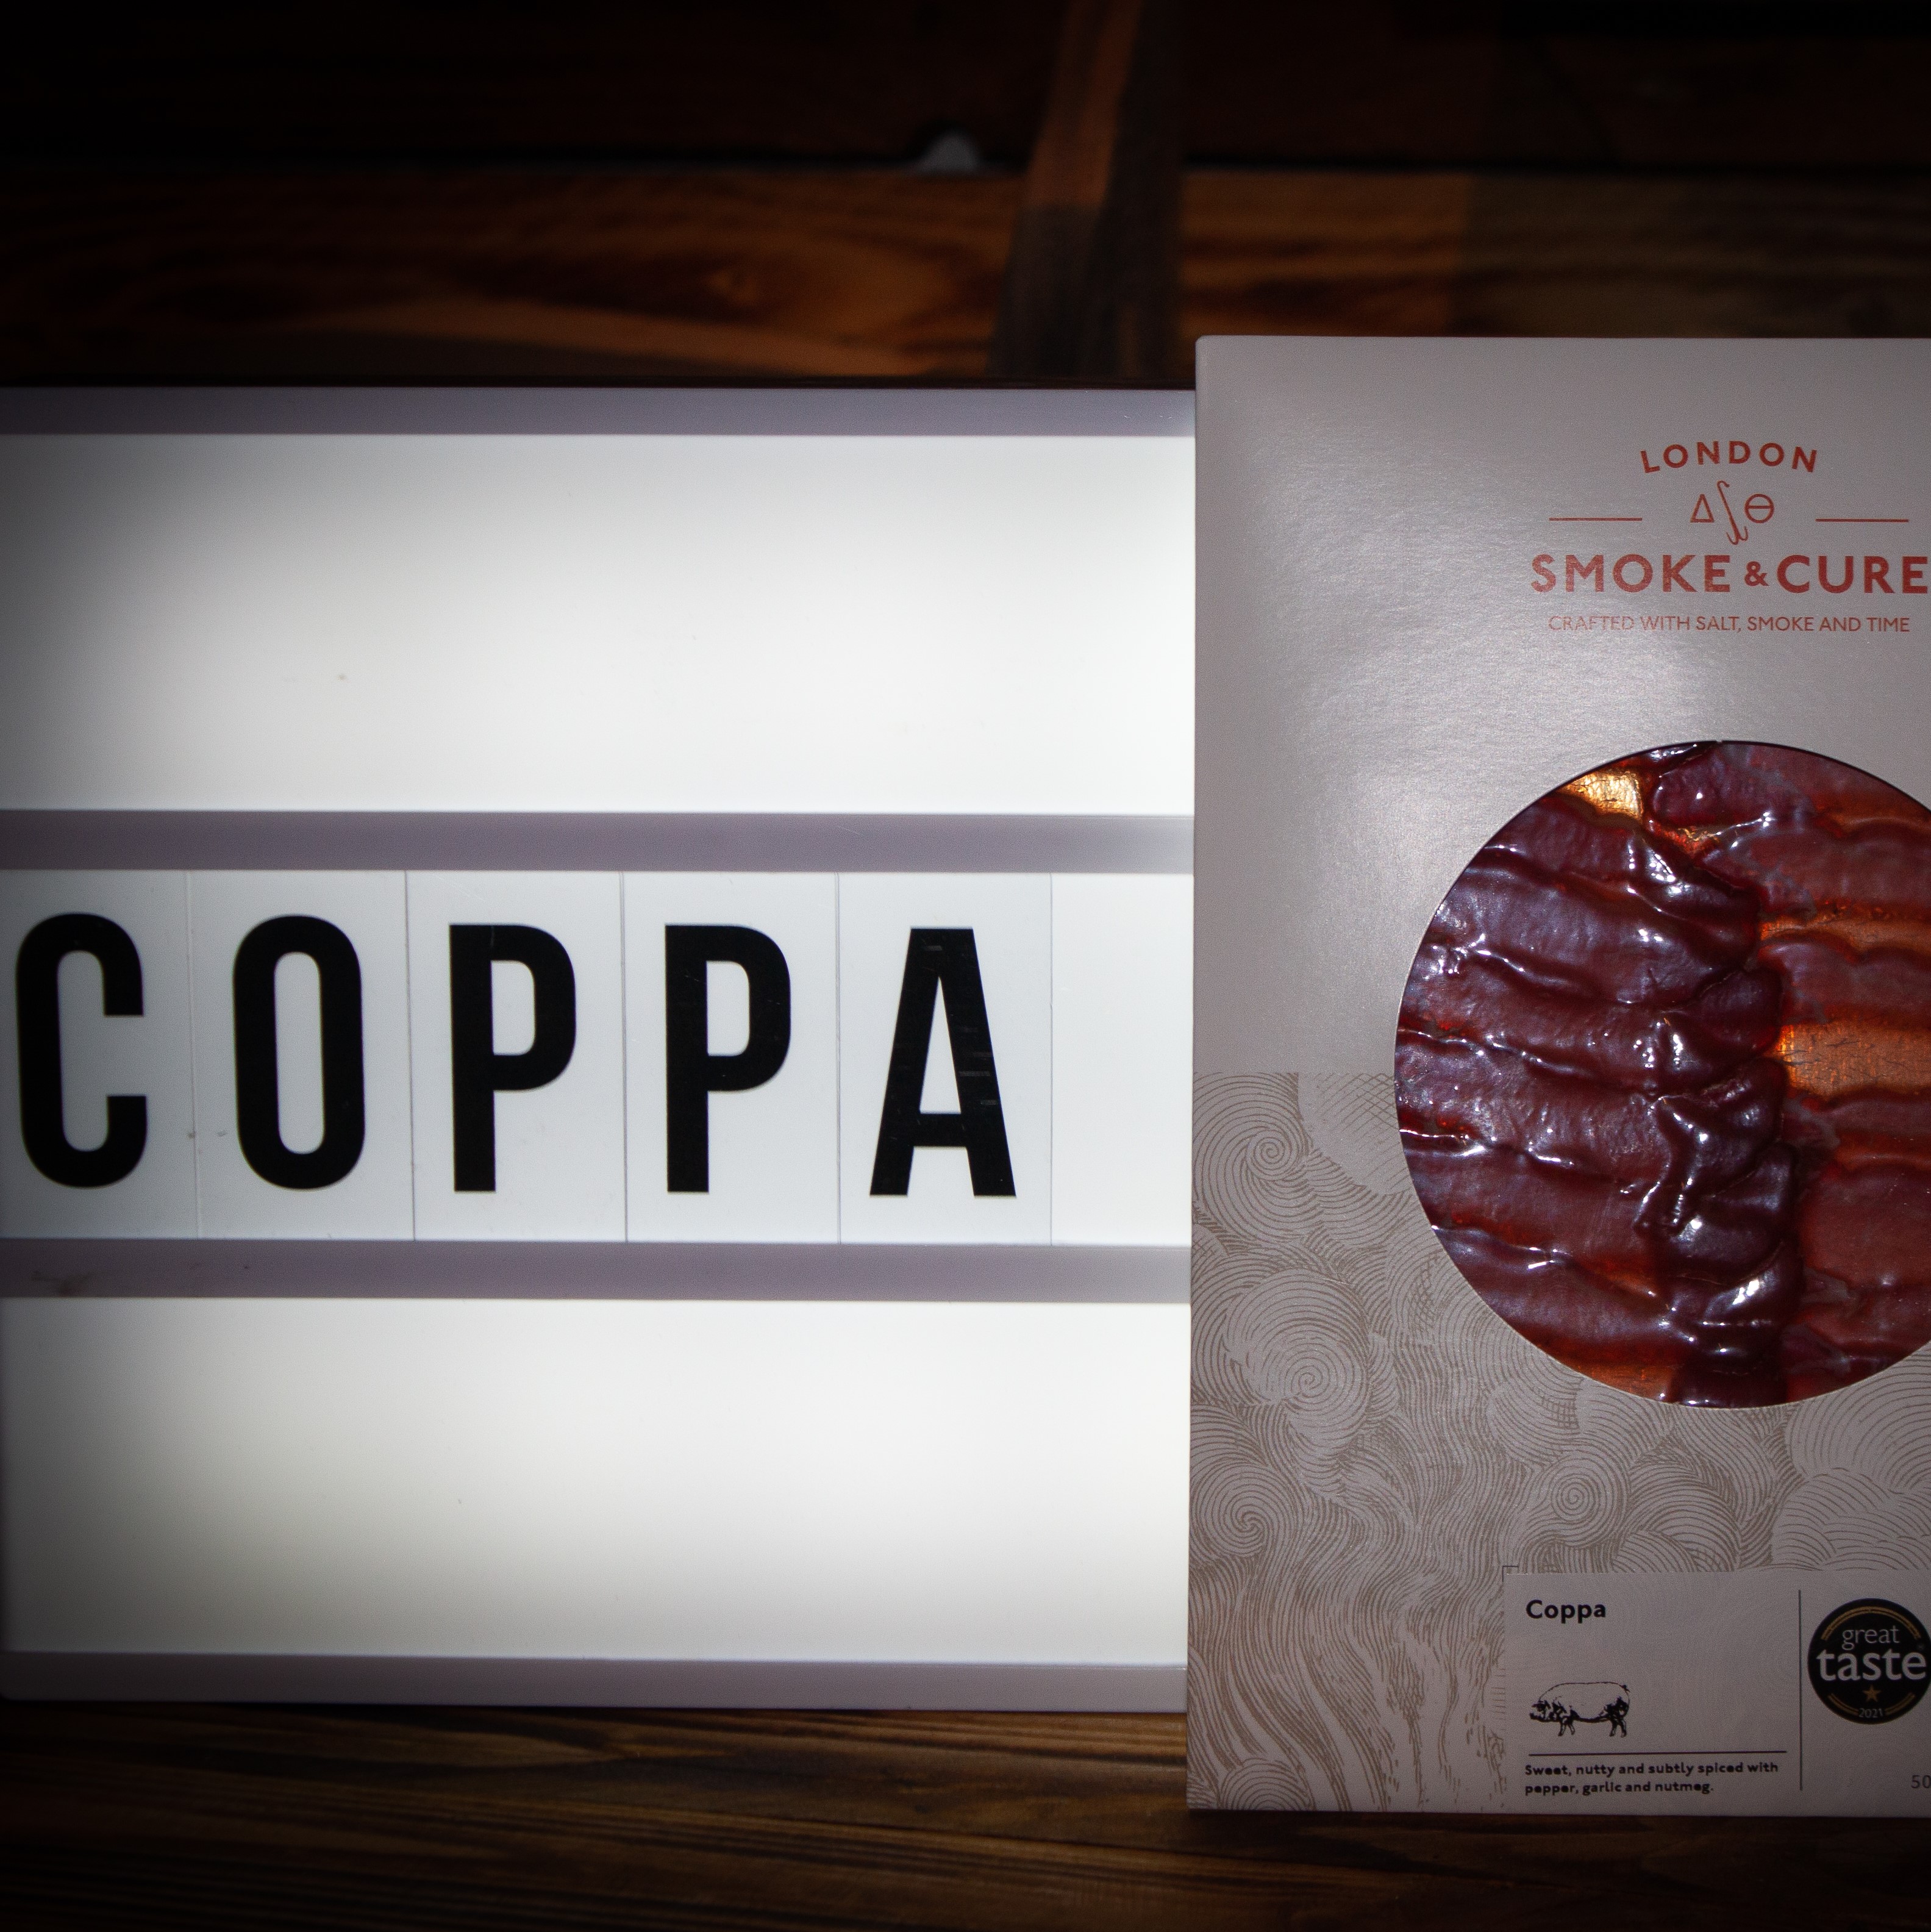 COPPA
LONDON
SMOKE & CURE
CRAFTED WITH SALT, SMOKE AND TIME
Coppa
Sweet, nutty and subtly spiced with
pepper, garlic and nutmeg.
great
taste
2021
50